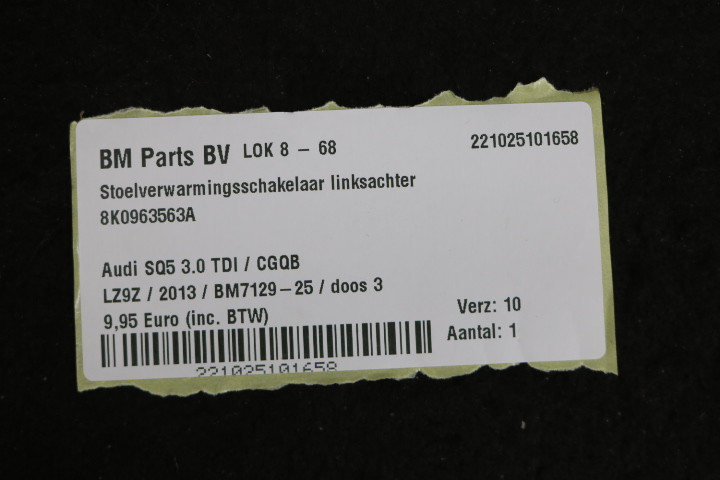 BM Parts BV LOK 8 – 68 221025101658
Stoelverwarmingsschakelaar linksachter
8K0963563A
Audi SQ5 3.0 TDI / CGQB
LZ9Z / 2013 / BM7129–25 / doos 3
9,95 Euro (inc. BTW) Verz: 10
Aantal: 1
221025101658